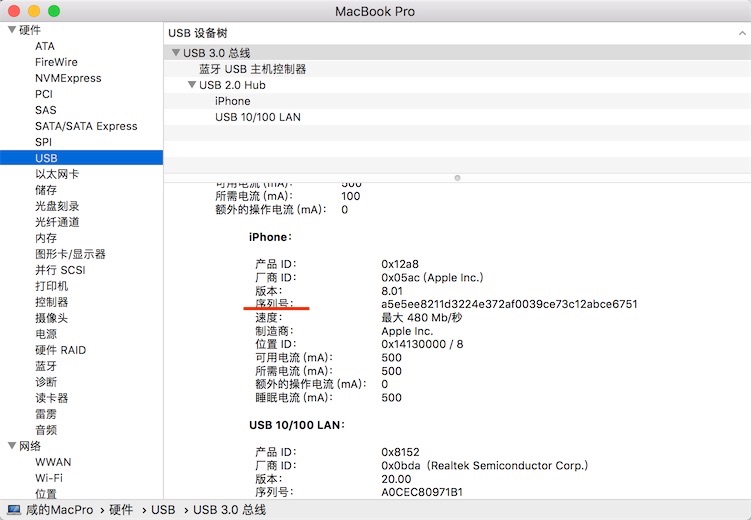 MacBook Pro
硬件
ATA
FireWire
NVMExpress
PCI
SAS
SATA/SATA Express
SPI
USB
以太网卡
储存
光盘刻录
光纤通道
内存
图形卡/显示器
并行 SCSI
打印机
控制器
摄像头
电源
硬件 RAID
蓝牙
诊断
读卡器
雷雳
音频
网络
WWAN
Wi-Fi
位置
USB 设备树
USB 3.0 总线
蓝牙 USB 主机控制器
USB 2.0 Hub
iPhone
USB 10/100 LAN
可用电流 (mA)： 500
所需电流 (mA)： 100
额外的操作电流 (mA)： 0
iPhone：
产品 ID： 0x12a8
厂商 ID： 0x05ac (Apple Inc.)
版本： 8.01
序列号： a5e5ee8211d3224e372af0039ce73c12abce6751
速度： 最大 480 Mb/秒
制造商： Apple Inc.
位置 ID： 0x14130000 / 8
可用电流 (mA)： 500
所需电流 (mA)： 500
额外的操作电流 (mA)： 0
睡眠电流 (mA)： 500
USB 10/100 LAN：
产品 ID： 0x8152
厂商 ID： 0x0bda (Realtek Semiconductor Corp.)
版本： 20.00
序列号： A0CEC80971B1
咸的MacPro › 硬件 › USB › USB 3.0 总线